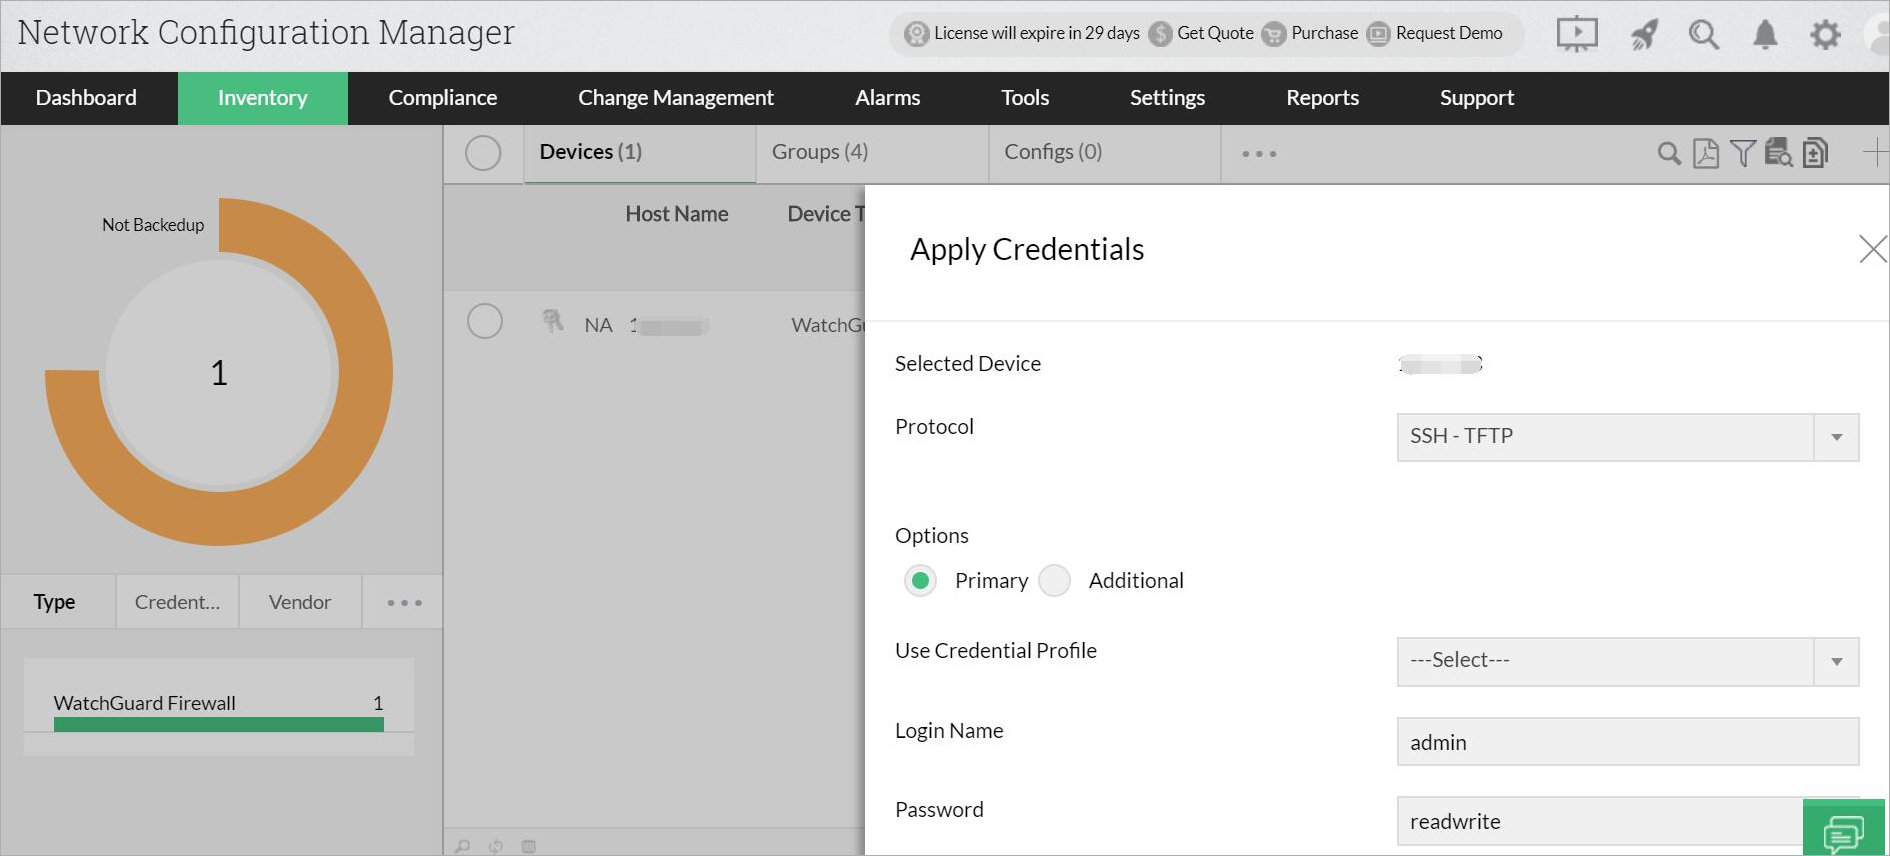 Network Configuration Manager
License will expire in 29 days Get Quote Purchase Request Demo
Dashboard Inventory Compliance Change Management Alarms Tools Settings Reports Support
Devices (1) Groups (4) Configs (0)
Not Backedup
1
Host Name Device T
NA WatchGu
Apply Credentials
Selected Device
Protocol SSH - TFTP
Options
Primary Additional
Use Credential Profile ---Select---
Login Name admin
Password readwrite
Type Credent... Vendor
WatchGuard Firewall 1